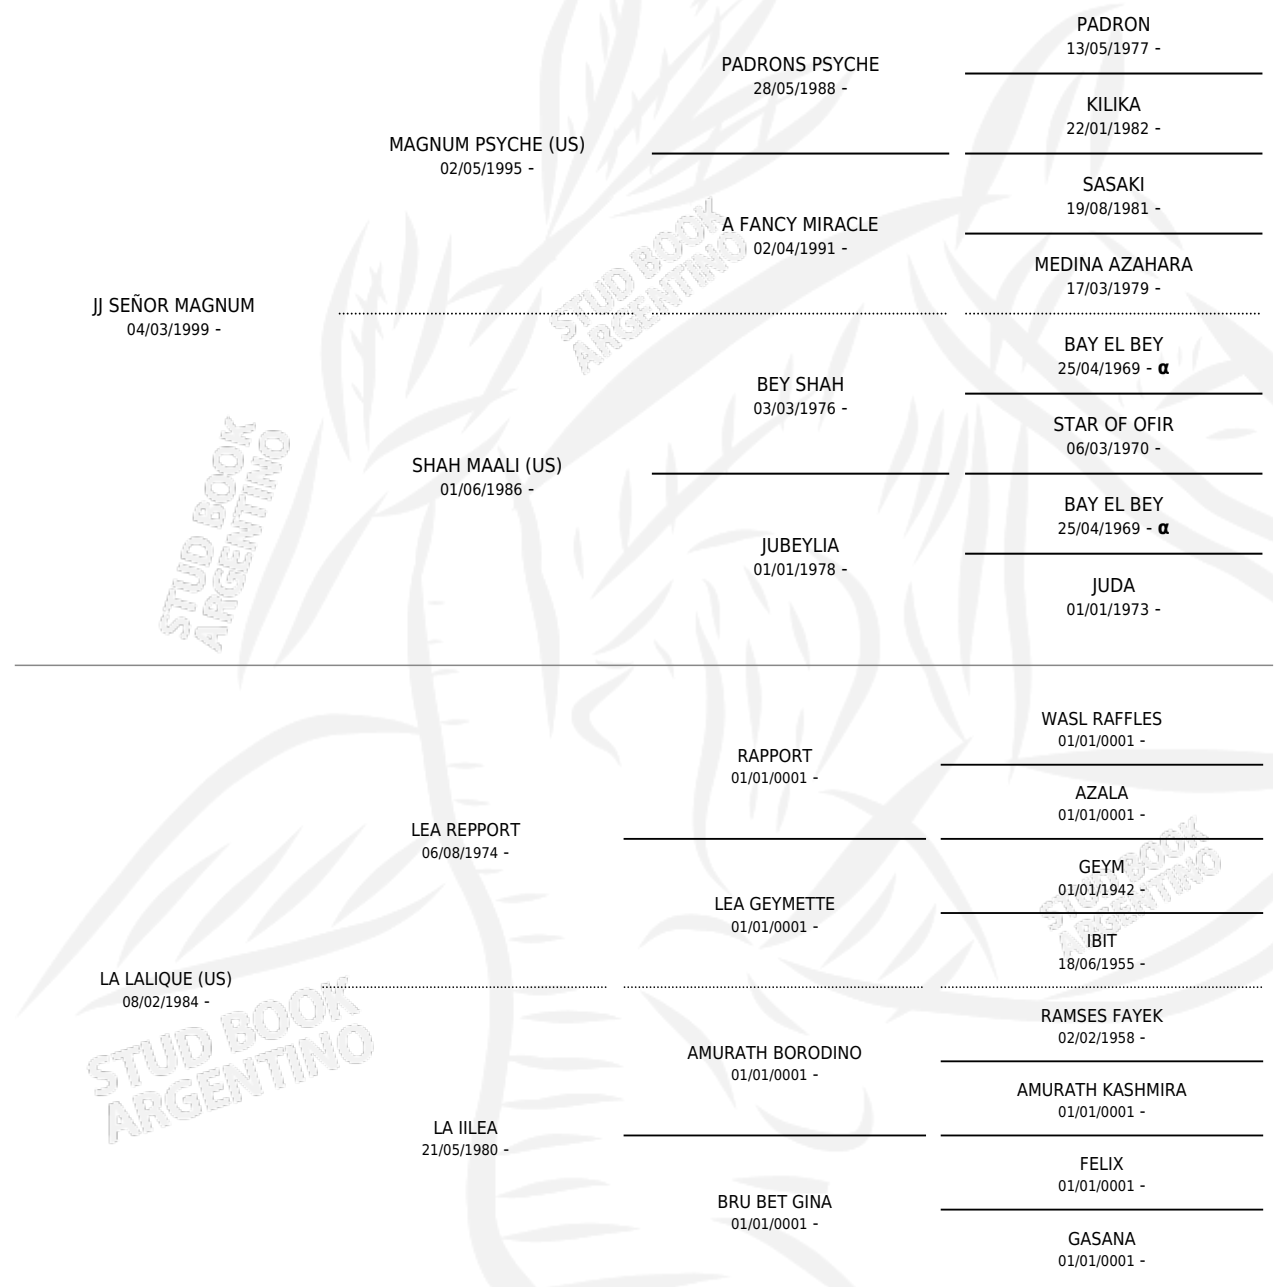 PADRON
13/05/1977 -
PADRONS PSYCHE
28/05/1988 -
KILIKA
22/01/1982 -
MAGNUM PSYCHE (US)
02/05/1995 -
SASAKI
19/08/1981 -
A FANCY MIRACLE
02/04/1991 -
MEDINA AZAHARA
17/03/1979 -
JJ SEÑOR MAGNUM
04/03/1999 -
BAY EL BEY
25/04/1969 - α
BEY SHAH
03/03/1976 -
STAR OF OFIR
06/03/1970 -
SHAH MAALI (US)
01/06/1986 -
BAY EL BEY
25/04/1969 - α
JUBEYLIA
01/01/1978 -
JUDA
01/01/1973 -
WASL RAFFLES
01/01/0001 -
RAPPORT
01/01/0001 -
AZALA
01/01/0001 -
LEA REPPORT
06/08/1974 -
GEYM
01/01/1942 -
LEA GEYMETTE
01/01/0001 -
IBIT
18/06/1955 -
LA LALIQUE (US)
08/02/1984 -
RAMSES FAYEK
02/02/1958 -
AMURATH BORODINO
01/01/0001 -
AMURATH KASHMIRA
01/01/0001 -
LA IILEA
21/05/1980 -
FELIX
01/01/0001 -
BRU BET GINA
01/01/0001 -
GASANA
01/01/0001 -
STUD BOOK
ARGENTINO
STUD BOOK
ARGENTINO
STUD BOOK
ARGENTINO
STUD BOOK
ARGENTINO